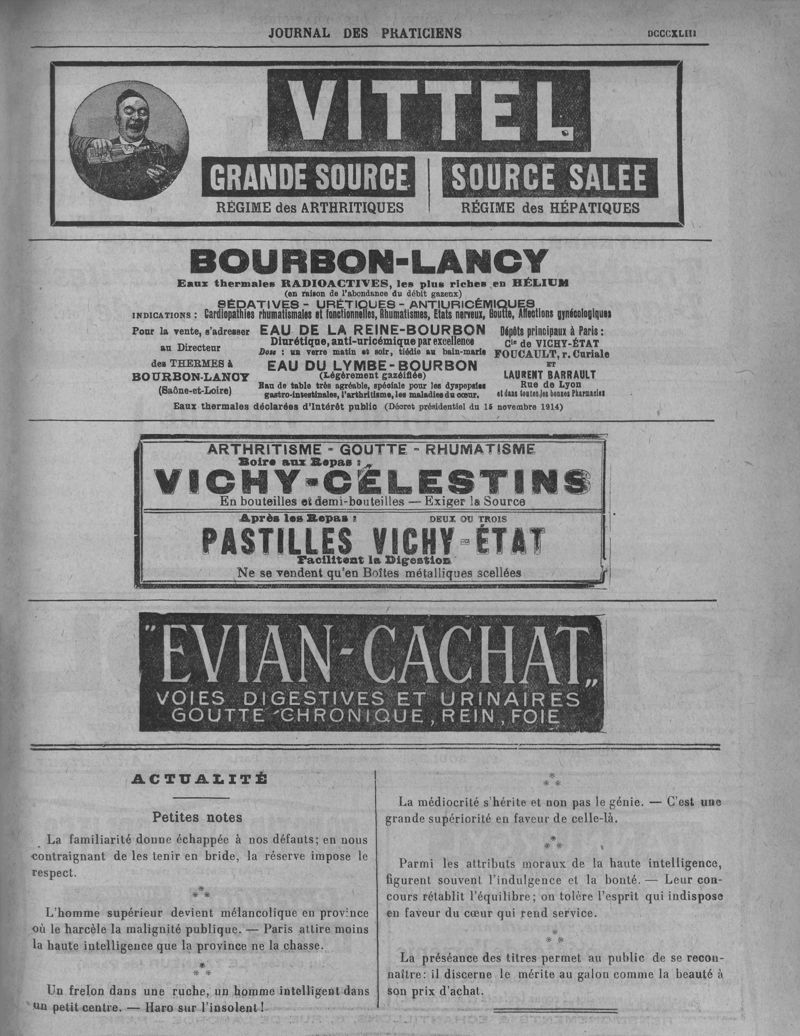 JOURNAL DES PRATICIENS
DCCCXLIII
VITTEL
GRANDE SOURCE
RÉGIME des ARTHRITIQUES
SOURCE SALÉE
RÉGIME des HÉPATIQUES
BOURBON-LANCY
Eaux thermales RADIOACTIVES, les plus riches en HÉLIUM
(en raison de l'abondance du débit gazeux)
SÉDATIVES - URÉTIQUES - ANTIURICÉMIQUES
INDICATIONS : Cardiopathies rhumatismales et fonctionnelles, Rhumatismes, Etats nerveux, Goutte, Affections gynécologiques
Pour la vente, s'adresser
au Directeur
des THERMES à
BOURBON-LANCY
(Saône-et-Loire)
EAU DE LA REINE-BOURBON
Diurétique, anti-uricémique par excellence
Dose : un verre matin et soir, tiédie au bain-marie
EAU DU LYMBE-BOURBON
(Légèrement gazéifiée)
Eau de table très agréable, spéciale pour les dyspepsies
gastro-intestinales, l'arthritisme, les maladies du cœur.
Dépôts principaux à Paris :
Cie de VICHY-ÉTAT
FOUCAULT, r. Curiale
ET
LAURENT BARRAULT
Rue de Lyon
et dans toutes les bonnes Pharmacies
Eaux thermales déclarées d'Intérêt public (Décret présidentiel du 15 novembre 1914)
ARTHRITISME - GOUTTE - RHUMATISME
Boire aux Repas :
VICHY-CÉLESTINS
En bouteilles et demi-bouteilles — Exiger la Source
Après les Repas : DEUX OU TROIS
PASTILLES VICHY-ÉTAT
Facilitent la Digestion
Ne se vendent qu'en Boîtes métalliques scellées
"EVIAN-CACHAT„
VOIES DIGESTIVES ET URINAIRES
GOUTTE CHRONIQUE, REIN, FOIE
ACTUALITÉ
Petites notes
La familiarité donne échappée à nos défauts; en nous
contraignant de les tenir en bride, la réserve impose le
respect.
*
* *
L'homme supérieur devient mélancolique en province
où le harcèle la malignité publique. — Paris attire moins
la haute intelligence que la province ne la chasse.
*
* *
Un frelon dans une ruche, un homme intelligent dans
un petit centre. — Haro sur l'insolent!
*
* *
La médiocrité s'hérite et non pas le génie. — C'est une
grande supériorité en faveur de celle-là.
*
* *
Parmi les attributs moraux de la haute intelligence,
figurent souvent l'indulgence et la bonté. — Leur con-
cours rétablit l'équilibre; on tolère l'esprit qui indispose
en faveur du cœur qui rend service.
*
* *
La préséance des titres permet au public de se recon-
naître: il discerne le mérite au galon comme la beauté à
son prix d'achat.